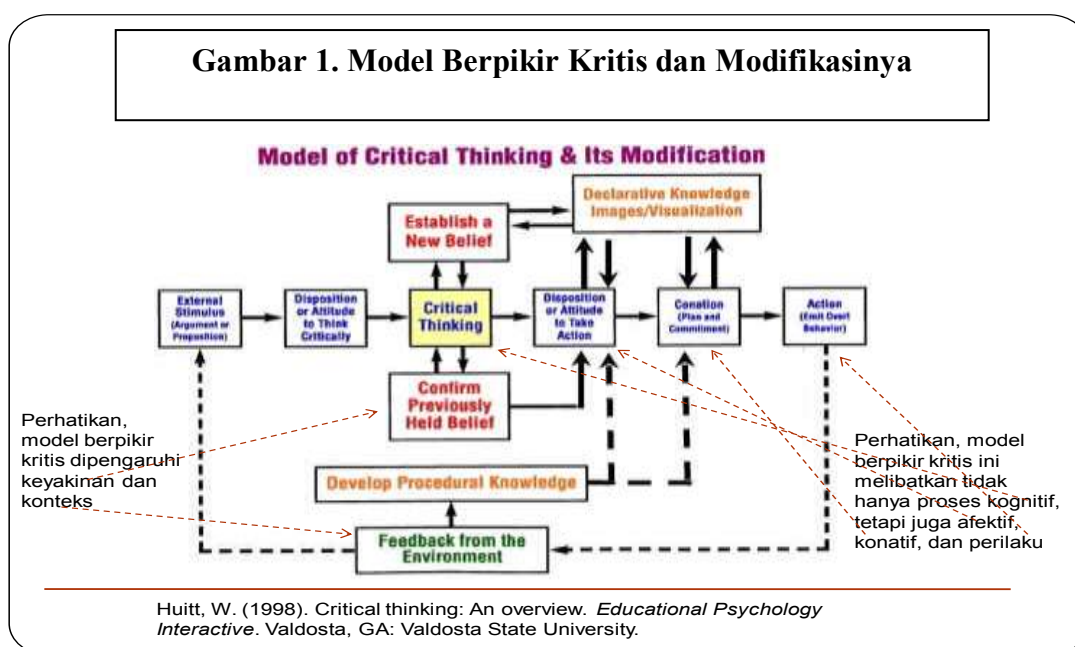 Gambar 1. Model Berpikir Kritis dan Modifikasinya
Model of Critical Thinking & Its Modification
Declarative Knowledge
Images/Visualization
Establish a
New Belief
External
Stimulus
(Argument or
Proposition)
Disposition
or Attitude
to Think
Critically
Critical
Thinking
Disposition
or Attitude
to Take
Action
Conation
(Plan and
Commitment)
Action
(Emit Overt
Behavior)
Confirm
Previously
Held Belief
Perhatikan,
model berpikir
kritis dipengaruhi
keyakinan dan
konteks
Perhatikan, model
berpikir kritis ini
melibatkan tidak
hanya proses kognitif,
tetapi juga afektif,
konatif, dan perilaku
Develop Procedural Knowledge
Feedback from the
Environment
Huitt, W. (1998). Critical thinking: An overview. Educational Psychology
Interactive. Valdosta, GA: Valdosta State University.